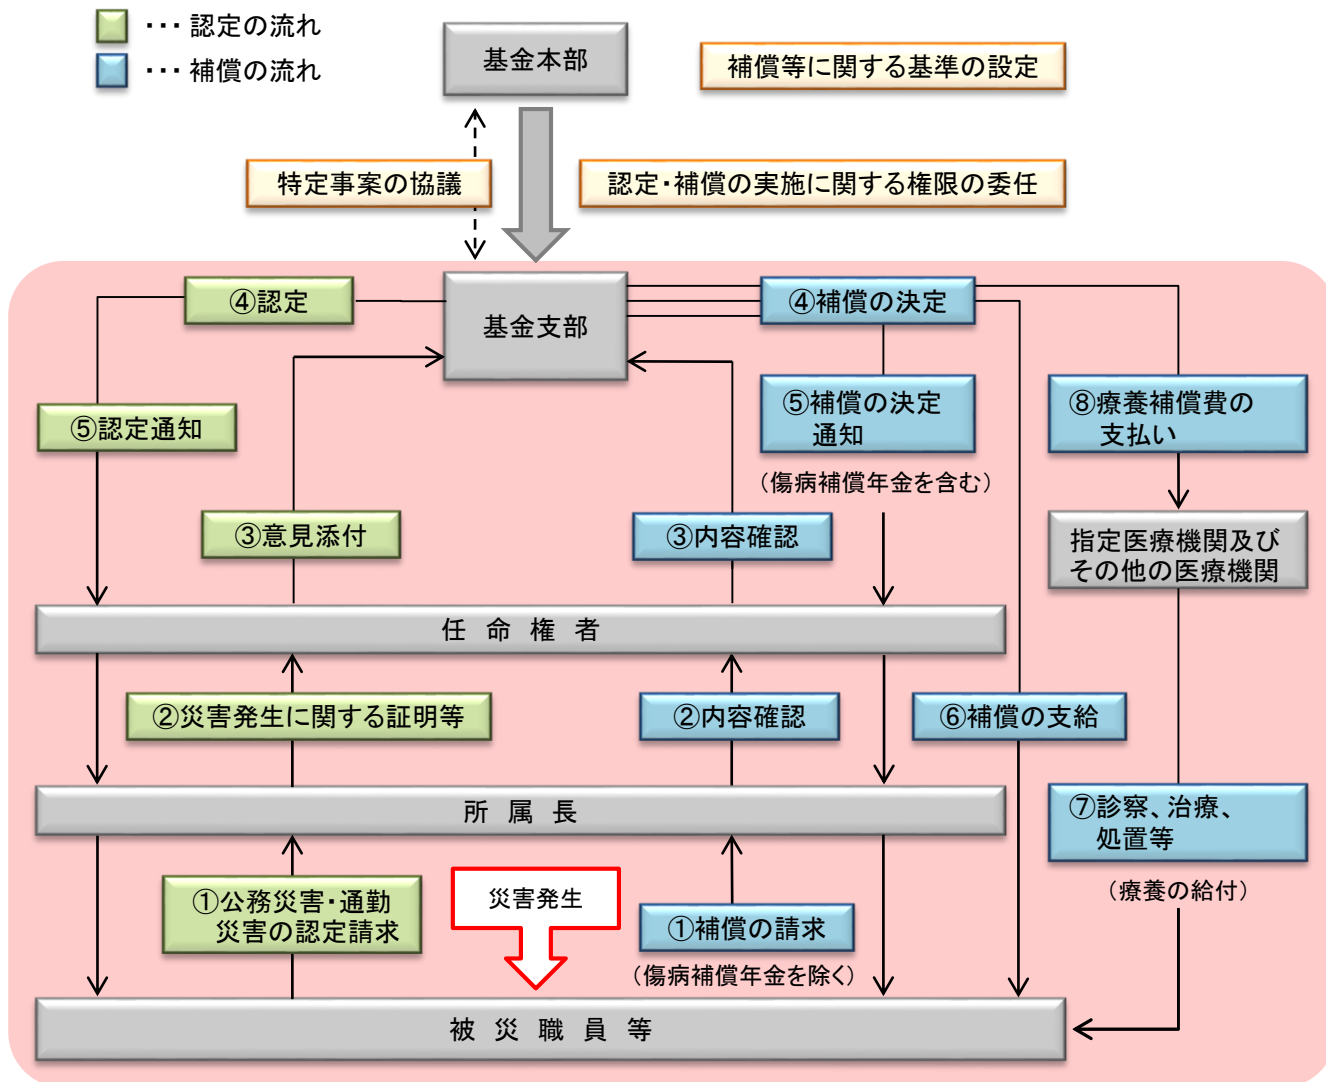 ･･･ 認定の流れ
･･･ 補償の流れ
基金本部
補償等に関する基準の設定
特定事案の協議
認定・補償の実施に関する権限の委任
基金支部
④認定
④補償の決定
⑤認定通知
⑤補償の決定
通知
（傷病補償年金を含む）
⑧療養補償費の
支払い
③意見添付
③内容確認
指定医療機関及び
その他の医療機関
任 命 権 者
②災害発生に関する証明等
②内容確認
⑥補償の支給
所 属 長
⑦診察、治療、
処置等
（療養の給付）
①公務災害・通勤
災害の認定請求
災害発生
①補償の請求
（傷病補償年金を除く）
被 災 職 員 等